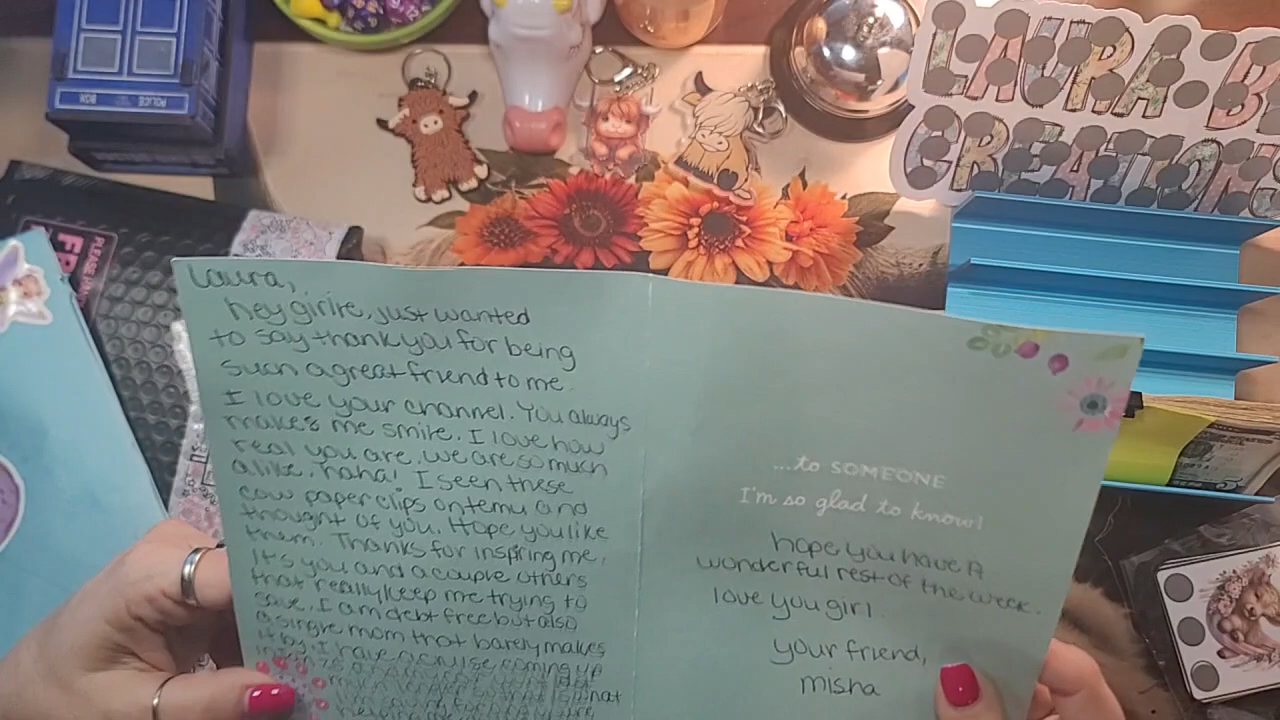 POLICE
BOX
LAURA B
CREATIONS
PLEASE
FR
Laura,
hey girlie, just wanted
to say thank you for being
such a great friend to me.
I love your channel. You always
makes me smile. I love how
real you are, we are so much
alike, haha! I seen these
cow paper clips on temu and
thought of you. Hope you like
them. Thanks for inspiring me,
it's you and a couple others
that really keep me trying to
save. I am debt free but also
a single mom that barely makes
it by. I have a cruise coming up
...to SOMEONE
I'm so glad to know!
hope you have A
wonderful rest of the week.
love you girl.
your friend,
misha